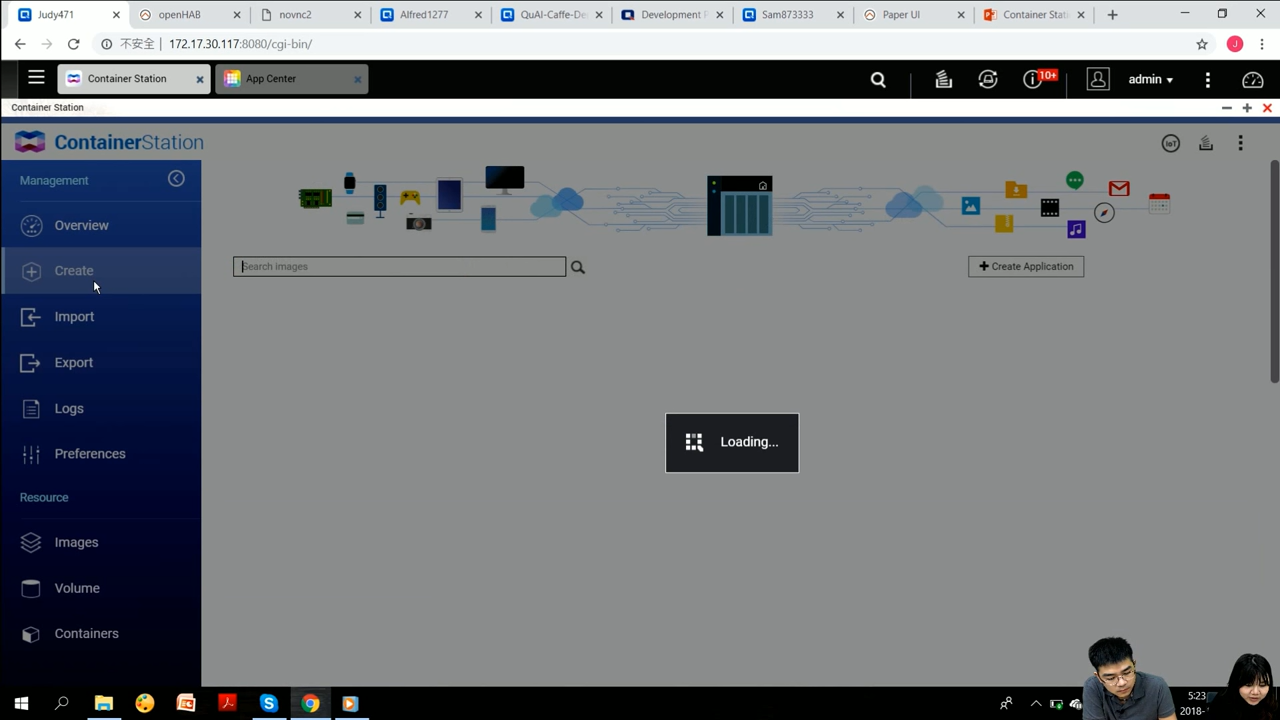 Judy471
openHAB
novnc2
Alfred1277
QuAI-Caffe-De
Development P
Sam873333
Paper UI
Container Stati
不安全 | 172.17.30.117:8080/cgi-bin/
J
Container Station
App Center
10+
admin
Container Station
ContainerStation
IoT
Management
Overview
Search images
Create Application
Create
Import
Export
Loading...
Logs
Preferences
Resource
Images
Volume
Containers
5:23
2018-